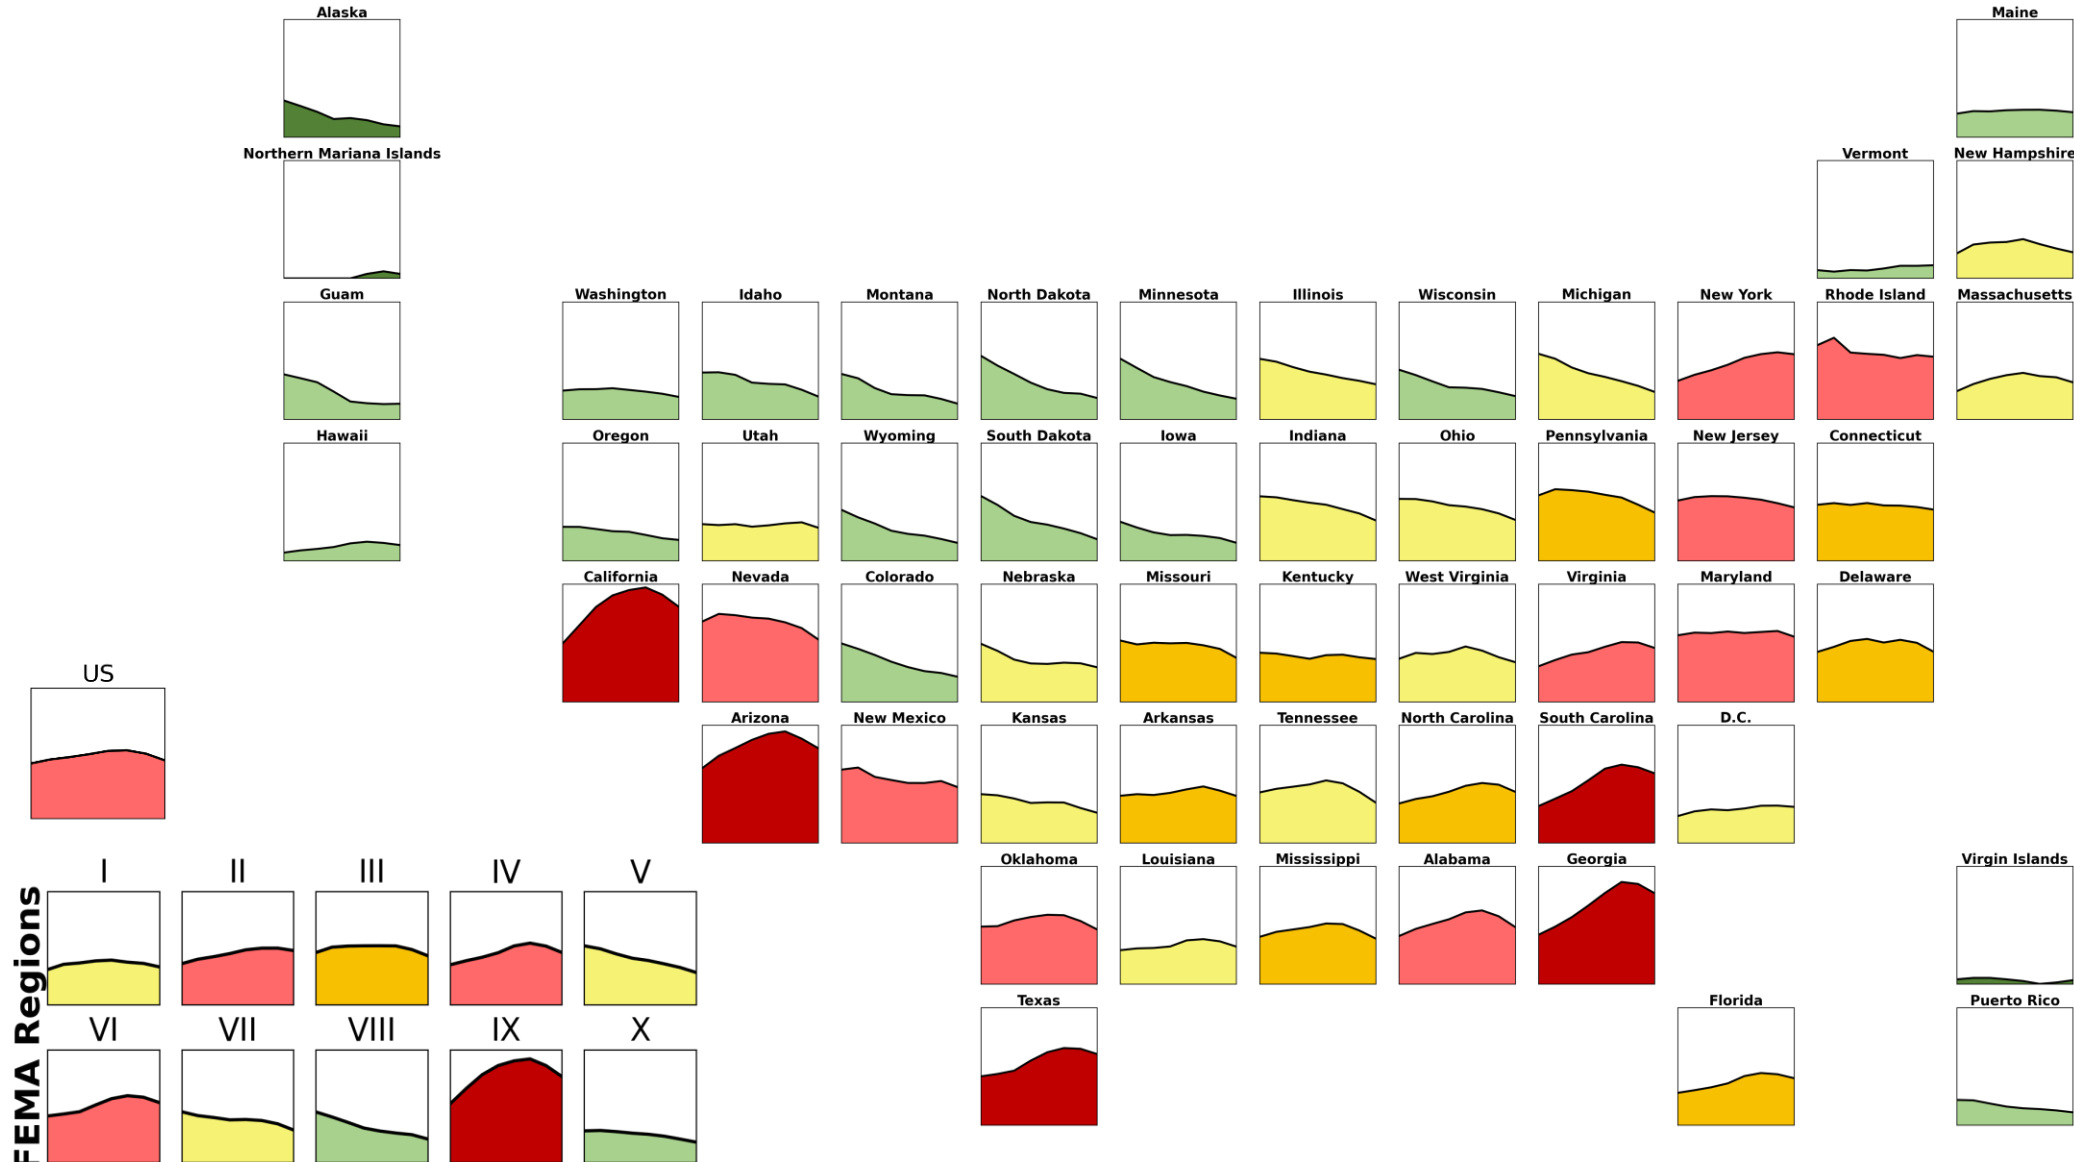 Alaska
Maine
Northern Mariana Islands
Vermont
New Hampshire
Guam
Washington
Idaho
Montana
North Dakota
Minnesota
Illinois
Wisconsin
Michigan
New York
Rhode Island
Massachusetts
Hawaii
Oregon
Utah
Wyoming
South Dakota
Iowa
Indiana
Ohio
Pennsylvania
New Jersey
Connecticut
California
Nevada
Colorado
Nebraska
Missouri
Kentucky
West Virginia
Virginia
Maryland
Delaware
US
Arizona
New Mexico
Kansas
Arkansas
Tennessee
North Carolina
South Carolina
D.C.
Oklahoma
Louisiana
Mississippi
Alabama
Georgia
Virgin Islands
Texas
Florida
Puerto Rico
FEMA Regions
I
II
III
IV
V
VI
VII
VIII
IX
X